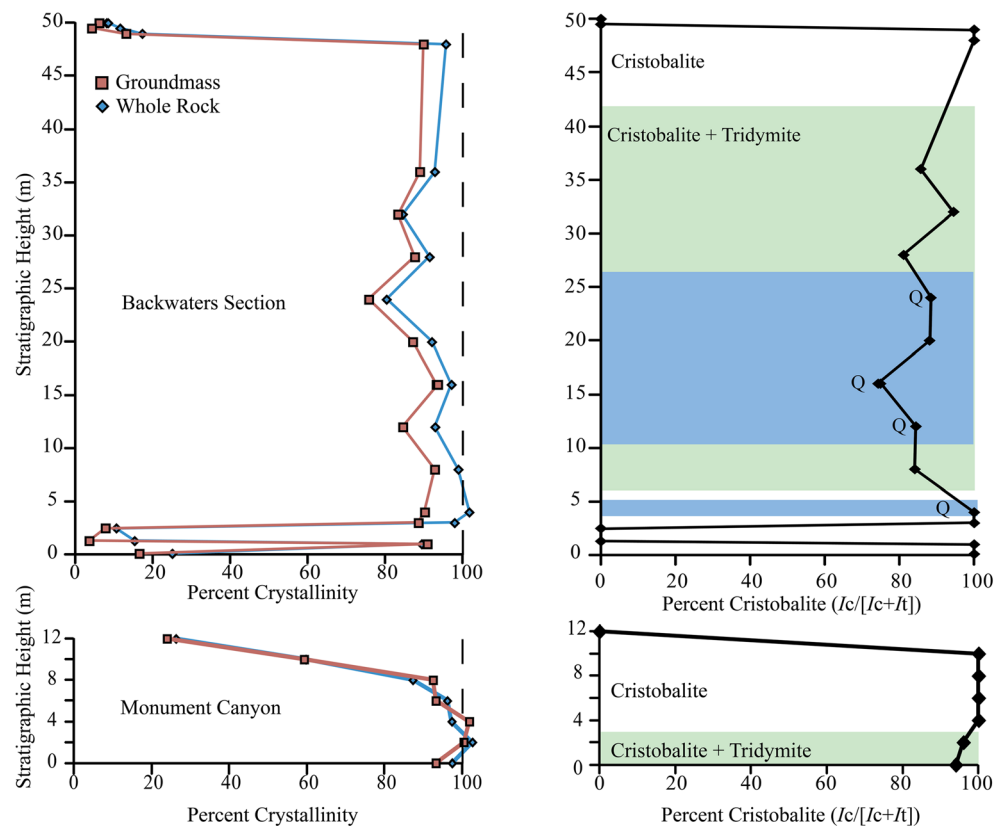 50
45
40
35
30
25
20
15
10
5
0
Stratigraphic Height (m)
Groundmass
Whole Rock
Backwaters Section
20 40 60 80 100
Percent Crystallinity
50
45
40
35
30
25
20
15
10
5
0
Cristobalite
Cristobalite + Tridymite
Q
Q
Q
Q
0 20 40 60 80 100
Percent Cristobalite (Ic/[Ic+It])
12
8
4
0
Stratigraphic Height (m)
Monument Canyon
20 40 60 80 100
Percent Crystallinity
12
8
4
0
Cristobalite
Cristobalite + Tridymite
0 20 40 60 80 100
Percent Cristobalite (Ic/[Ic+It])